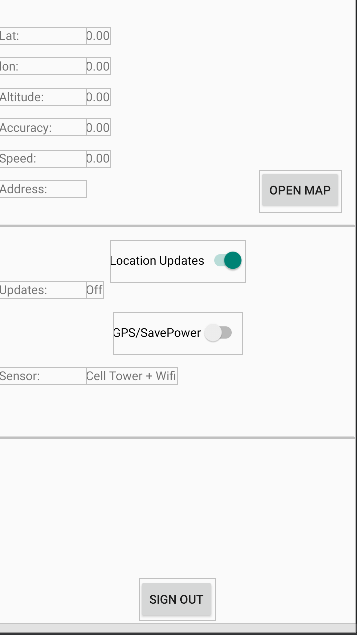 Lat: 0.00
lon: 0.00
Altitude: 0.00
Accuracy: 0.00
Speed: 0.00
Address:
OPEN MAP
Location Updates
Updates: Off
GPS/SavePower
Sensor: Cell Tower + Wifi
SIGN OUT